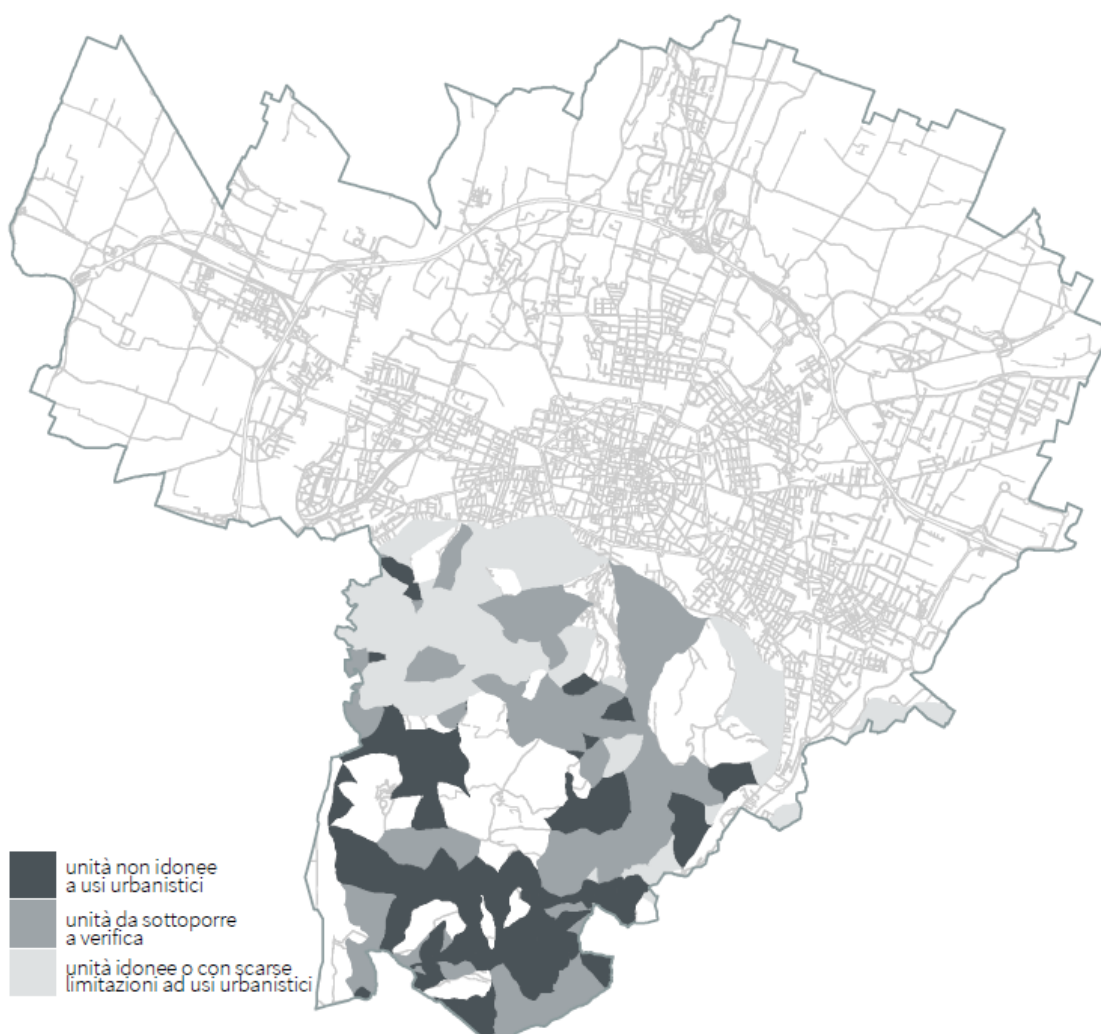 unità non idonee
a usi urbanistici
unità da sottoporre
a verifica
unità idonee o con scarse
limitazioni ad usi urbanistici